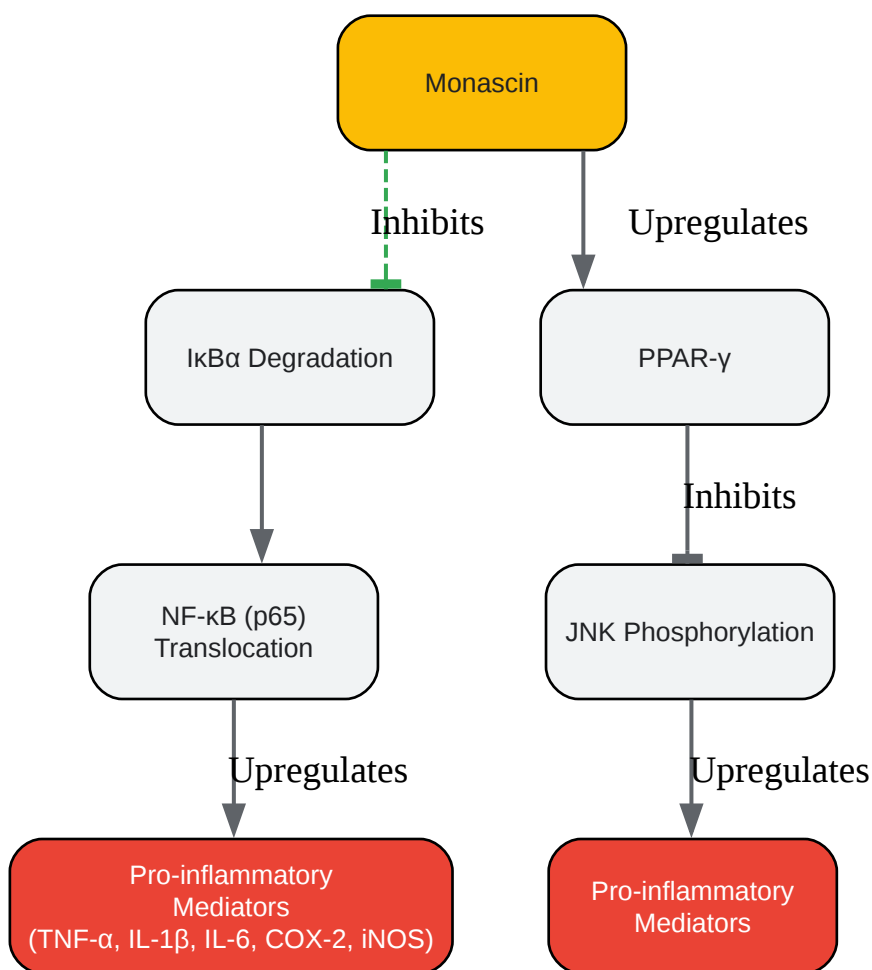 Monascin
Inhibits
Upregulates
IκBα Degradation
PPAR-γ
Inhibits
NF-κB (p65)
Translocation
JNK Phosphorylation
Upregulates
Upregulates
Pro-inflammatory
Mediators
(TNF-α, IL-1β, IL-6, COX-2, iNOS)
Pro-inflammatory
Mediators